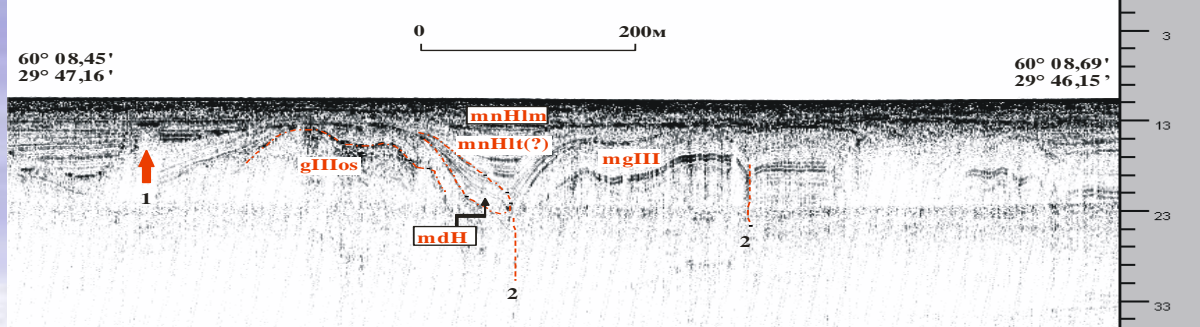 0 200м
3
60° 08,45'
29° 47,16'
60° 08,69'
29° 46,15'
mnHlm
13
mnHlt(?)
mgIII
gIIIos
1
23
mdH
2
2
33